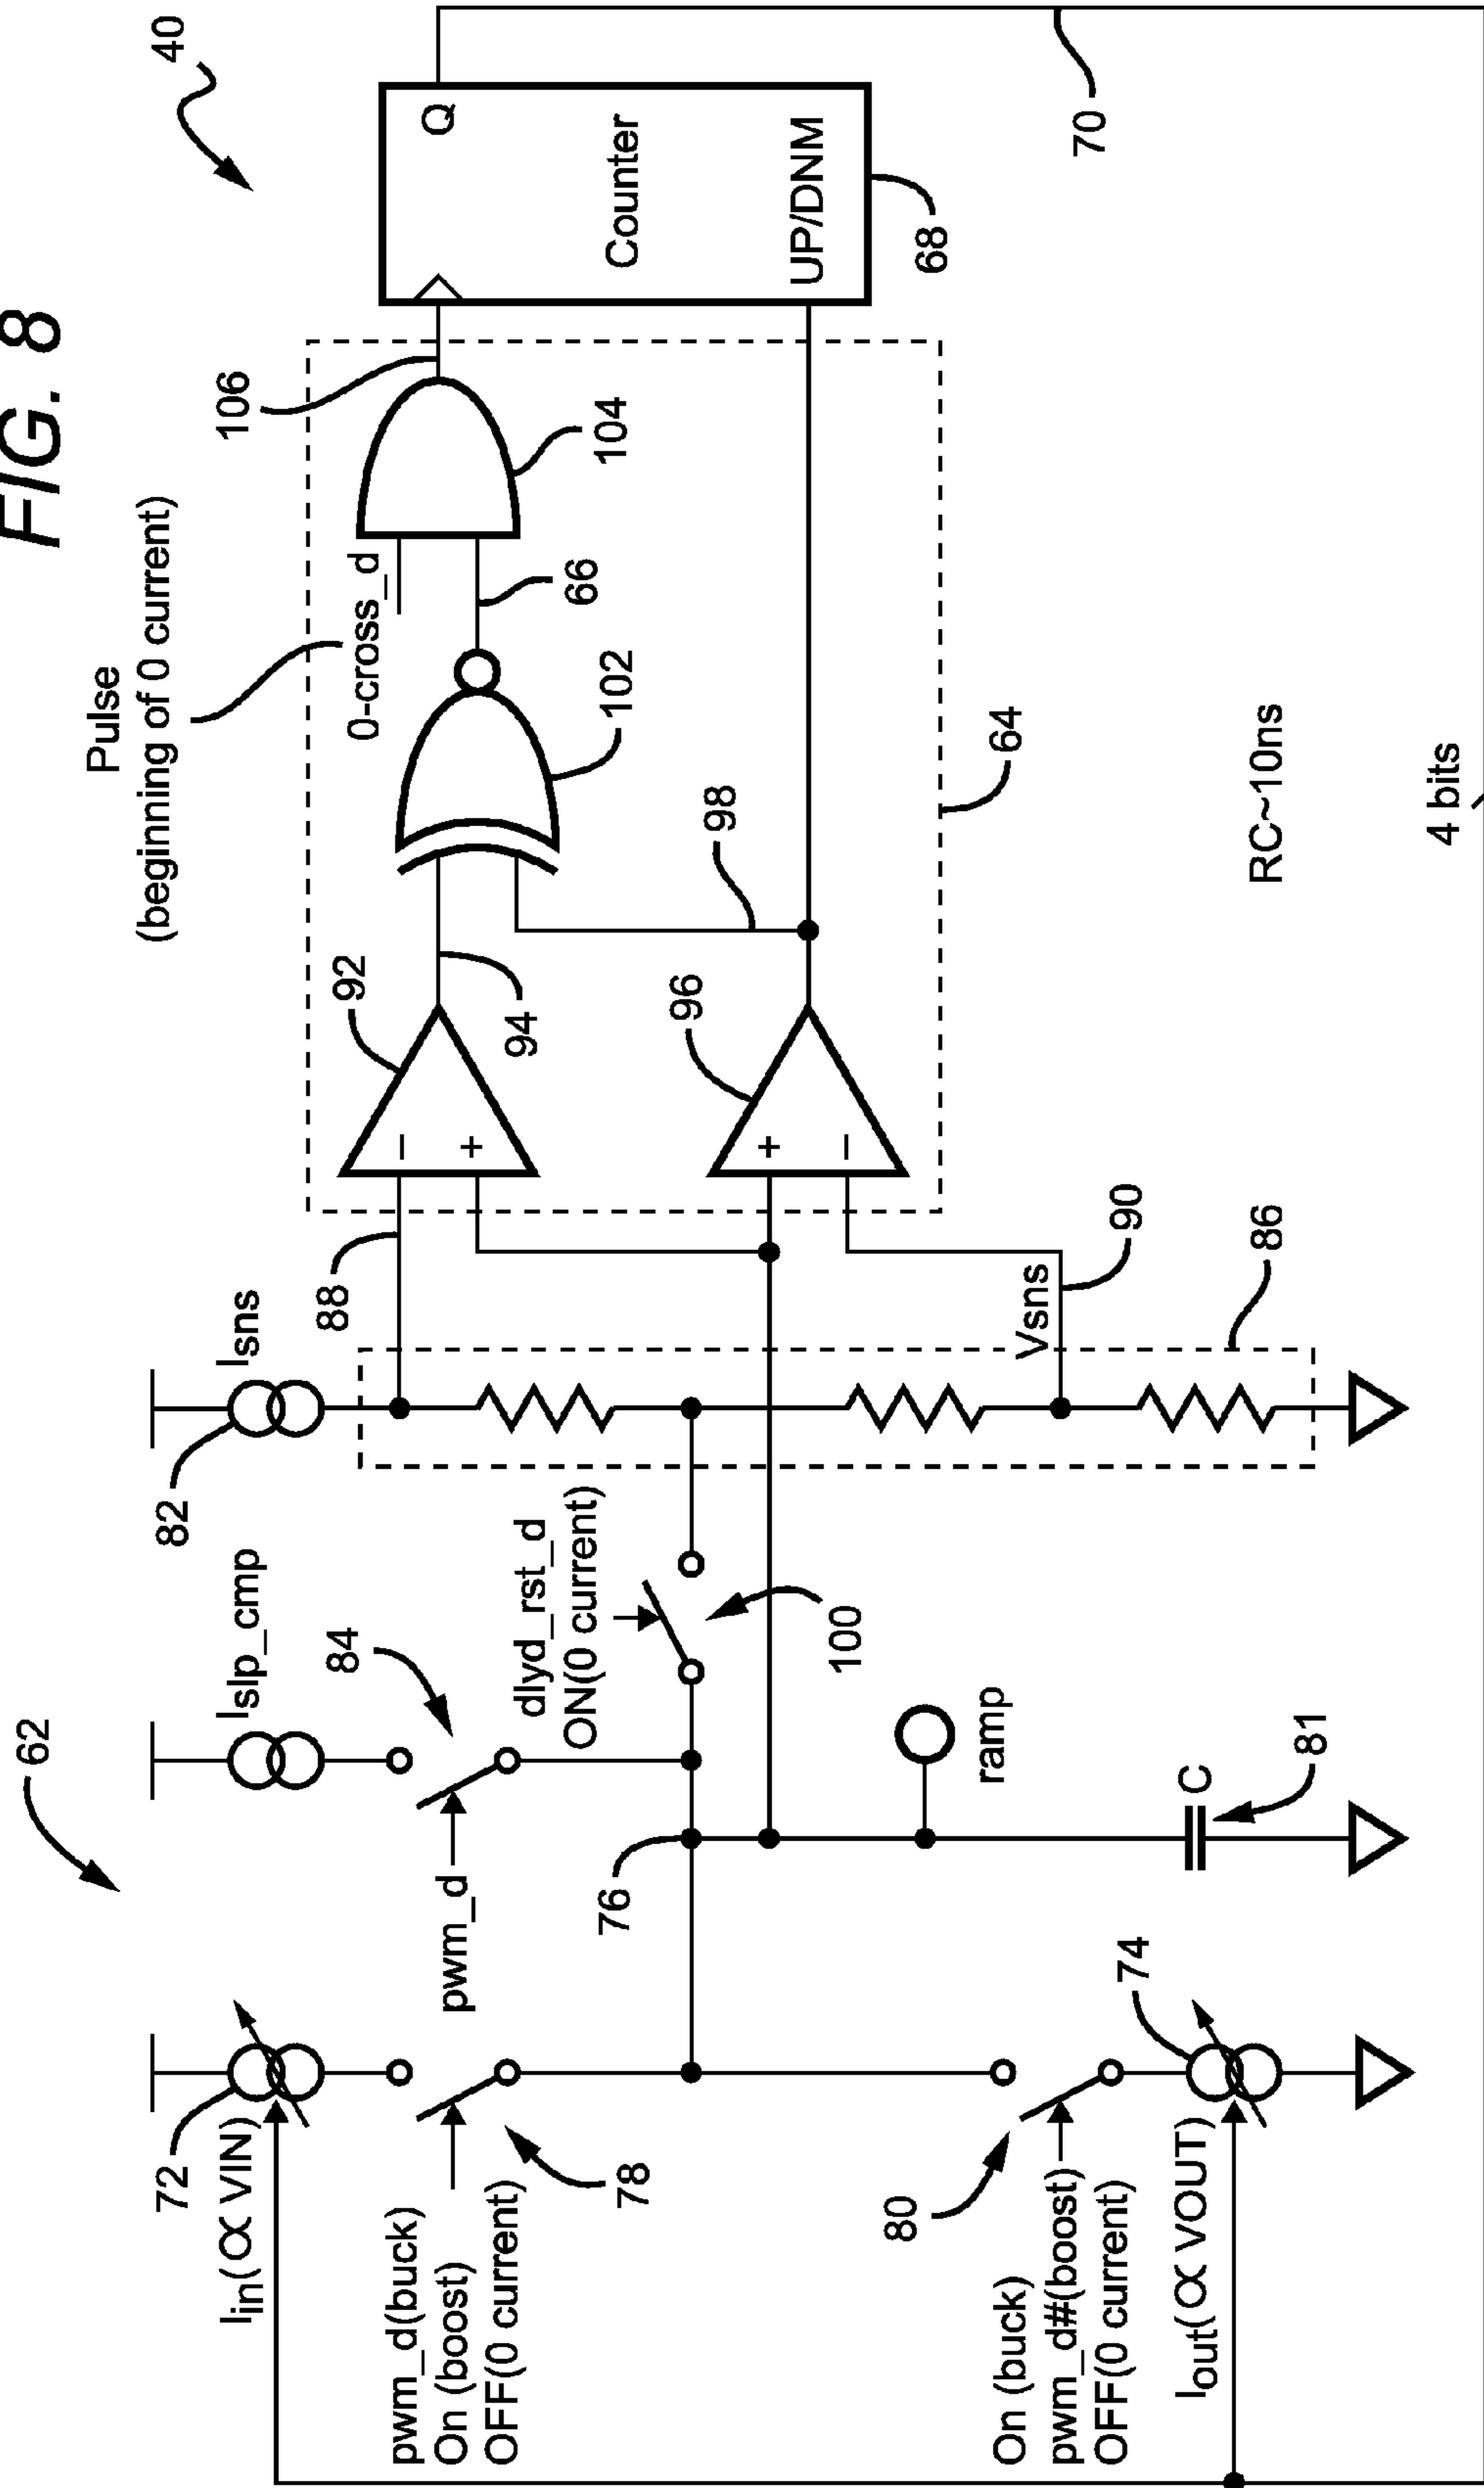 FIG. 8
40
62
Pulse
(beginning of 0 current)
106
Q
Counter
UP/DNM
68
70
0-cross_d
104
66
102
64
98
92
94
96
88
90
Vsns
86
Isns
82
Islp_cmp
84
dlyd_rst_d
ON(0 current)
100
pwm_d
76
ramp
C
81
72
Iin(∝ VIN)
pwm_d(buck)
On (boost)
OFF(0 current)
78
80
On (buck)
pwm_d#(boost)
OFF(0 current)
74
Iout(∝ VOUT)
RC~10ns
4 bits
+
−
+
−